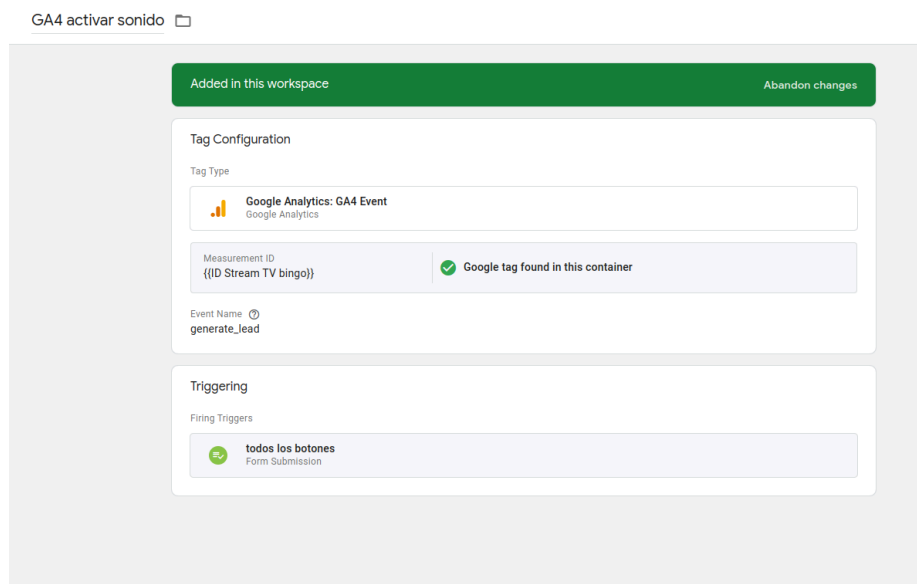 GA4 activar sonido
Added in this workspace
Abandon changes
Tag Configuration
Tag Type
Google Analytics: GA4 Event
Google Analytics
Measurement ID
{{ID Stream TV bingo}}
Google tag found in this container
Event Name
generate_lead
Triggering
Firing Triggers
todos los botones
Form Submission